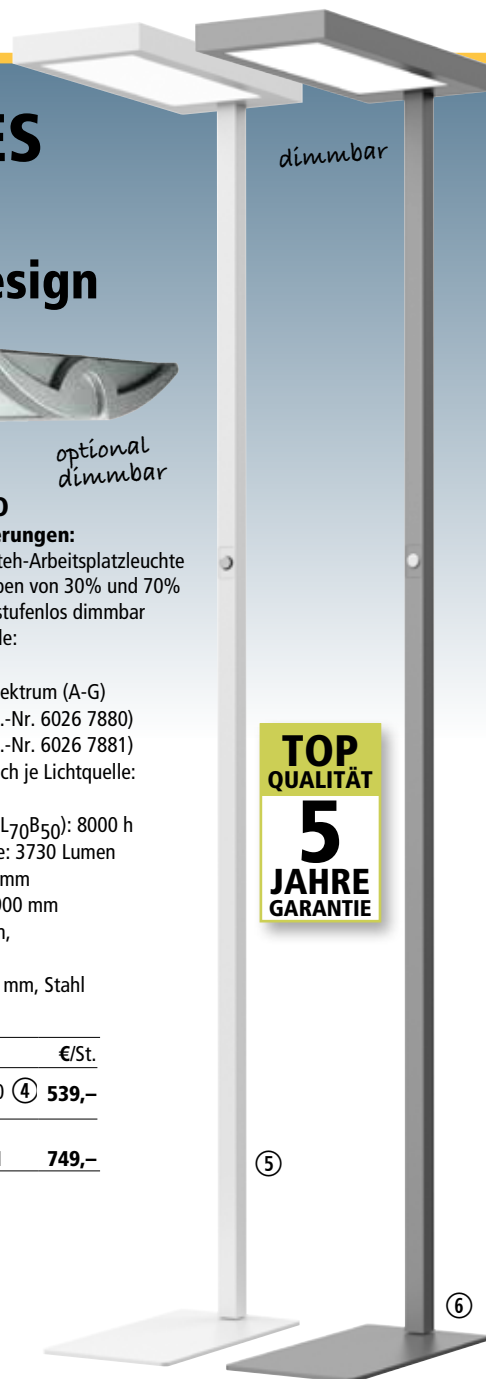 ES
esign
dimmbar
optional
dimmbar
D
erungen:
teh-Arbeitsplatzleuchte
ben von 30% und 70%
stufenlos dimmbar
le:
ektrum (A-G)
.-Nr. 6026 7880)
.-Nr. 6026 7881)
ch je Lichtquelle:
L70B50): 8000 h
e: 3730 Lumen
mm
900 mm
n,
mm, Stahl
€/St.
0 ④ 539,–
749,–
TOP
QUALITÄT
5
JAHRE
GARANTIE
⑤
⑥